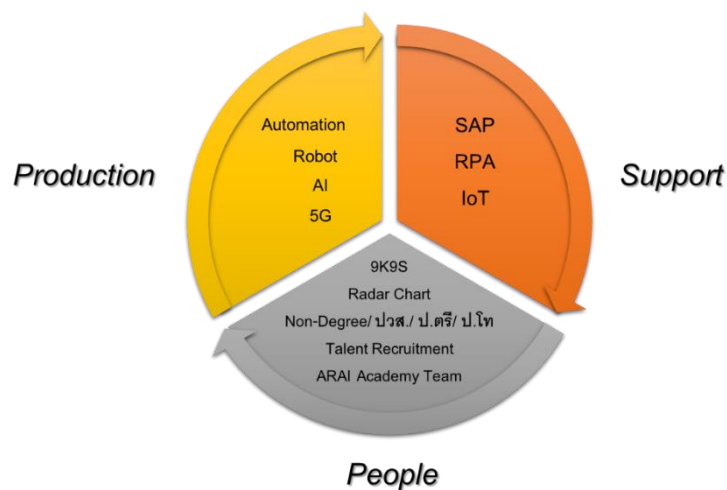 Production
Automation
Robot
AI
5G
SAP
RPA
IoT
Support
9K9S
Radar Chart
Non-Degree/ ปวส./ ป.ตรี/ ป.โท
Talent Recruitment
ARAI Academy Team
People